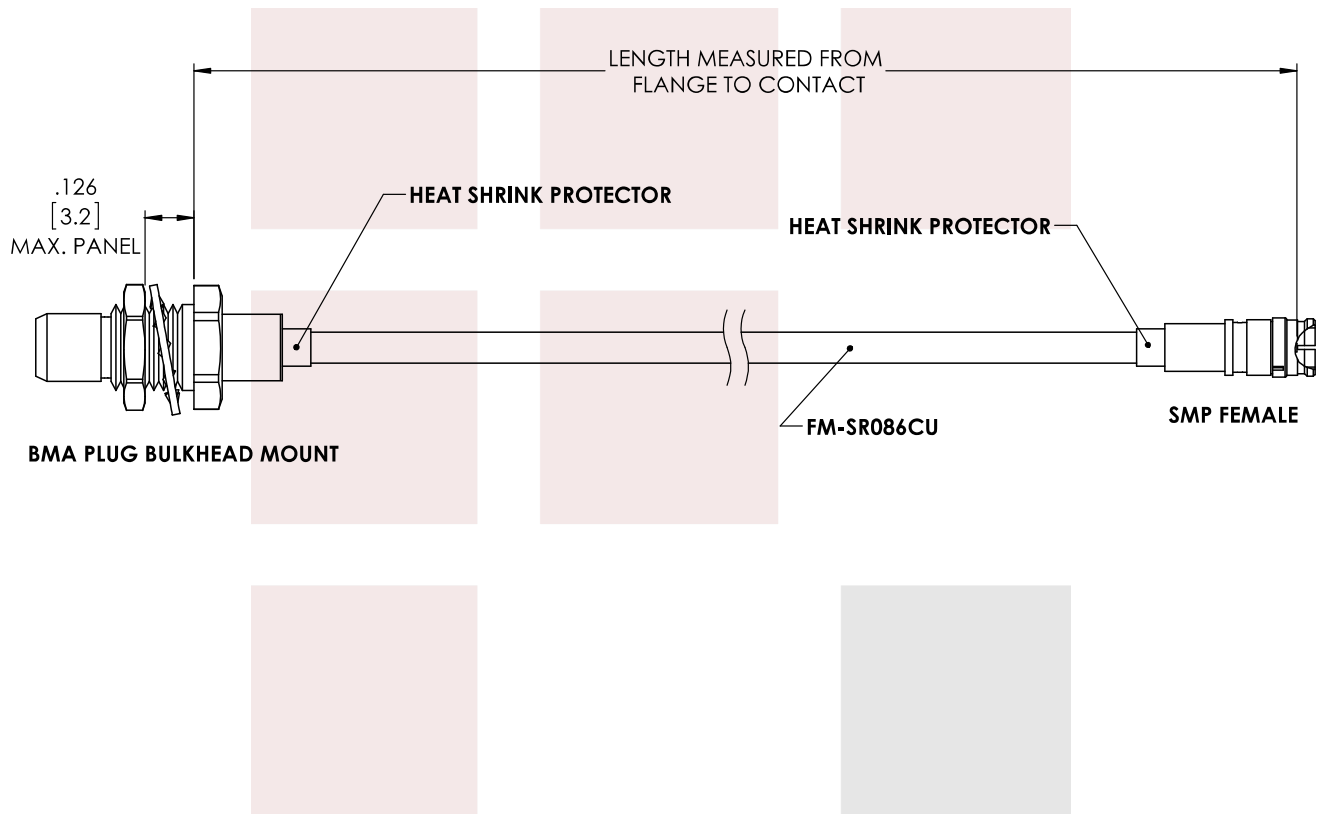 LENGTH MEASURED FROM
FLANGE TO CONTACT
.126
[3.2]
MAX. PANEL
HEAT SHRINK PROTECTOR
HEAT SHRINK PROTECTOR
FM-SR086CU
SMP FEMALE
BMA PLUG BULKHEAD MOUNT